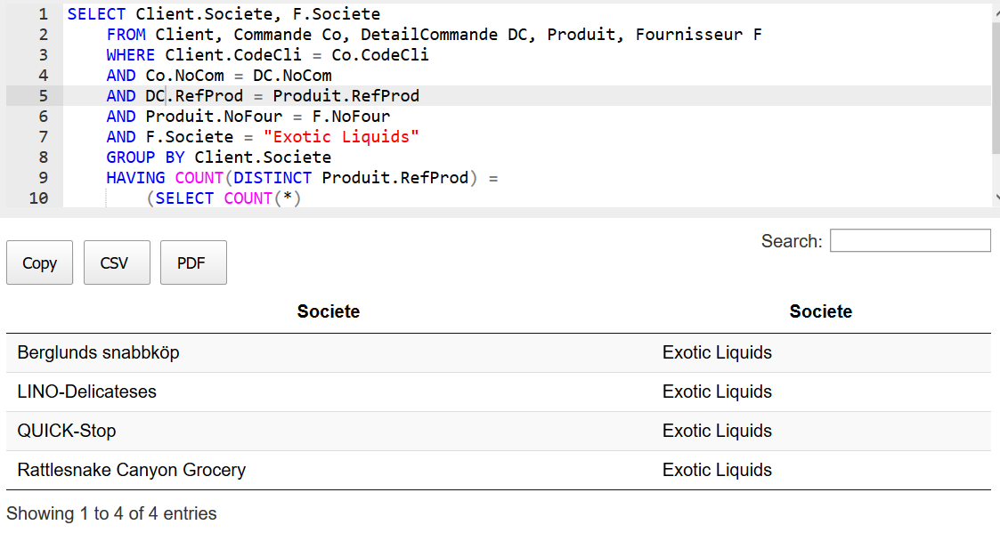 1 SELECT Client.Societe, F.Societe
2 FROM Client, Commande Co, DetailCommande DC, Produit, Fournisseur F
3 WHERE Client.CodeCli = Co.CodeCli
4 AND Co.NoCom = DC.NoCom
5 AND DC.RefProd = Produit.RefProd
6 AND Produit.NoFour = F.NoFour
7 AND F.Societe = "Exotic Liquids"
8 GROUP BY Client.Societe
9 HAVING COUNT(DISTINCT Produit.RefProd) =
10 (SELECT COUNT(*)
Search:
Copy CSV PDF
Societe Societe
Berglunds snabbköp Exotic Liquids
LINO-Delicateses Exotic Liquids
QUICK-Stop Exotic Liquids
Rattlesnake Canyon Grocery Exotic Liquids
Showing 1 to 4 of 4 entries